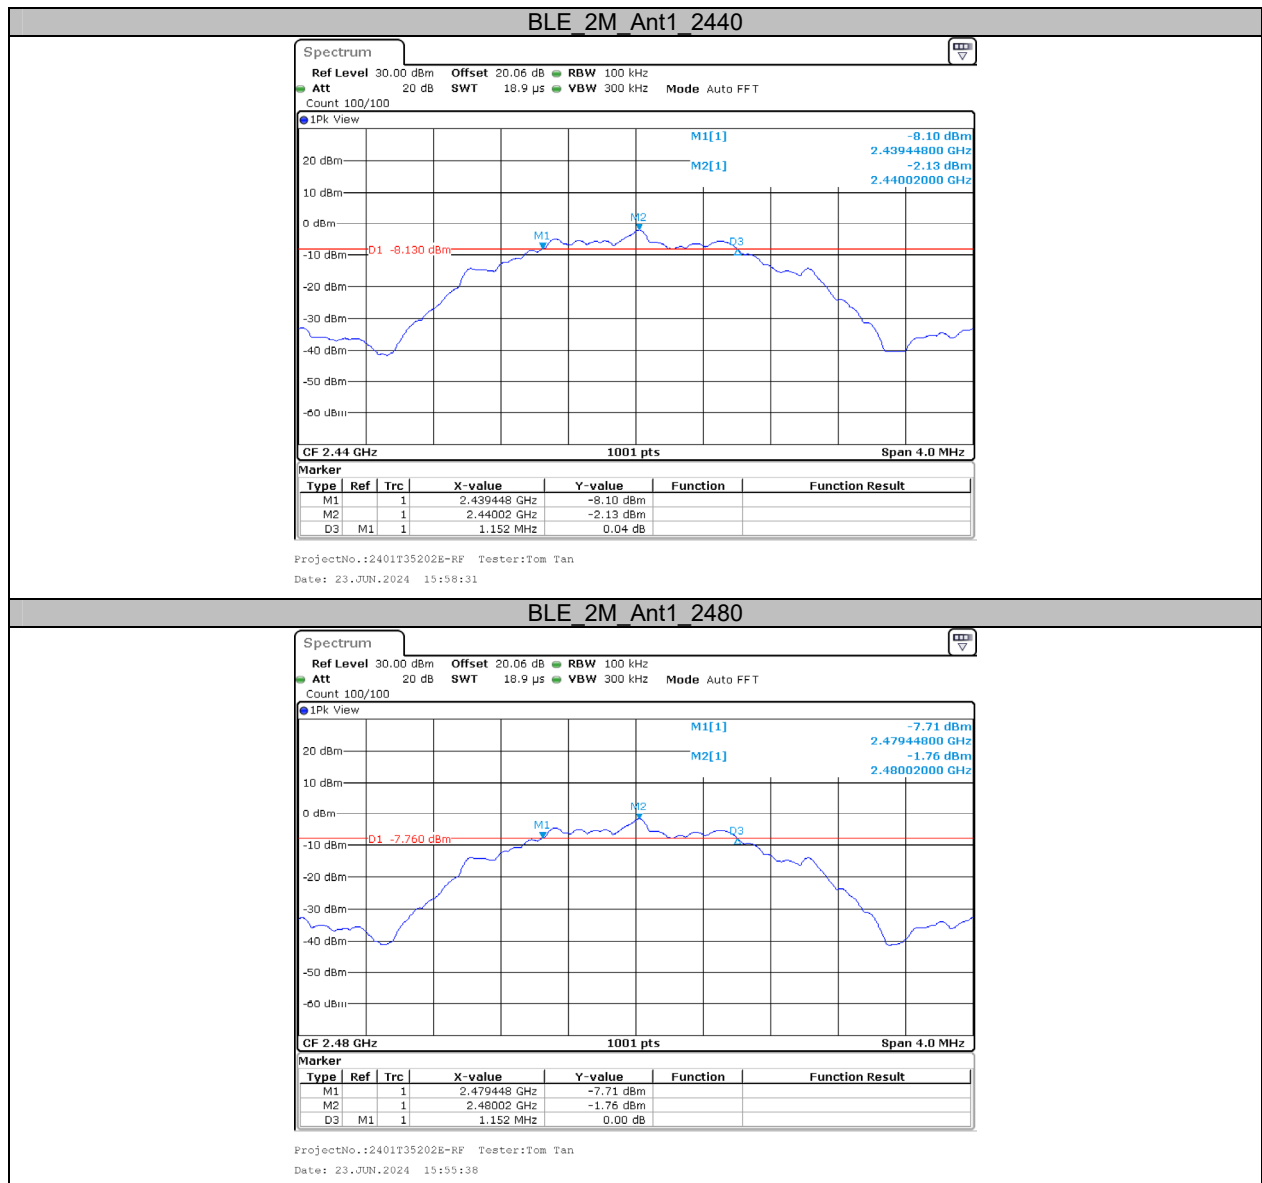 BLE_2M_Ant1_2440
Spectrum
Ref Level 30.00 dBm Offset 20.06 dB RBW 100 kHz
Att 20 dB SWT 18.9 µs VBW 300 kHz Mode Auto FFT
Count 100/100
1Pk View
M1[1] -8.10 dBm
2.43944800 GHz
20 dBm
M2[1] -2.13 dBm
2.44002000 GHz
10 dBm
M2
0 dBm
M1
D3
D1 -8.130 dBm
-10 dBm
-20 dBm
-30 dBm
-40 dBm
-50 dBm
-60 dBm
CF 2.44 GHz 1001 pts Span 4.0 MHz
Marker
Type Ref Trc X-value Y-value Function Function Result
M1 1 2.439448 GHz -8.10 dBm
M2 1 2.44002 GHz -2.13 dBm
D3 M1 1 1.152 MHz 0.04 dB
ProjectNo.:2401T35202E-RF Tester:Tom Tan
Date: 23.JUN.2024 15:58:31
BLE_2M_Ant1_2480
Spectrum
Ref Level 30.00 dBm Offset 20.06 dB RBW 100 kHz
Att 20 dB SWT 18.9 µs VBW 300 kHz Mode Auto FFT
Count 100/100
1Pk View
M1[1] -7.71 dBm
2.47944800 GHz
20 dBm
M2[1] -1.76 dBm
2.48002000 GHz
10 dBm
M2
0 dBm
M1
D3
D1 -7.760 dBm
-10 dBm
-20 dBm
-30 dBm
-40 dBm
-50 dBm
-60 dBm
CF 2.48 GHz 1001 pts Span 4.0 MHz
Marker
Type Ref Trc X-value Y-value Function Function Result
M1 1 2.479448 GHz -7.71 dBm
M2 1 2.48002 GHz -1.76 dBm
D3 M1 1 1.152 MHz 0.00 dB
ProjectNo.:2401T35202E-RF Tester:Tom Tan
Date: 23.JUN.2024 15:55:38